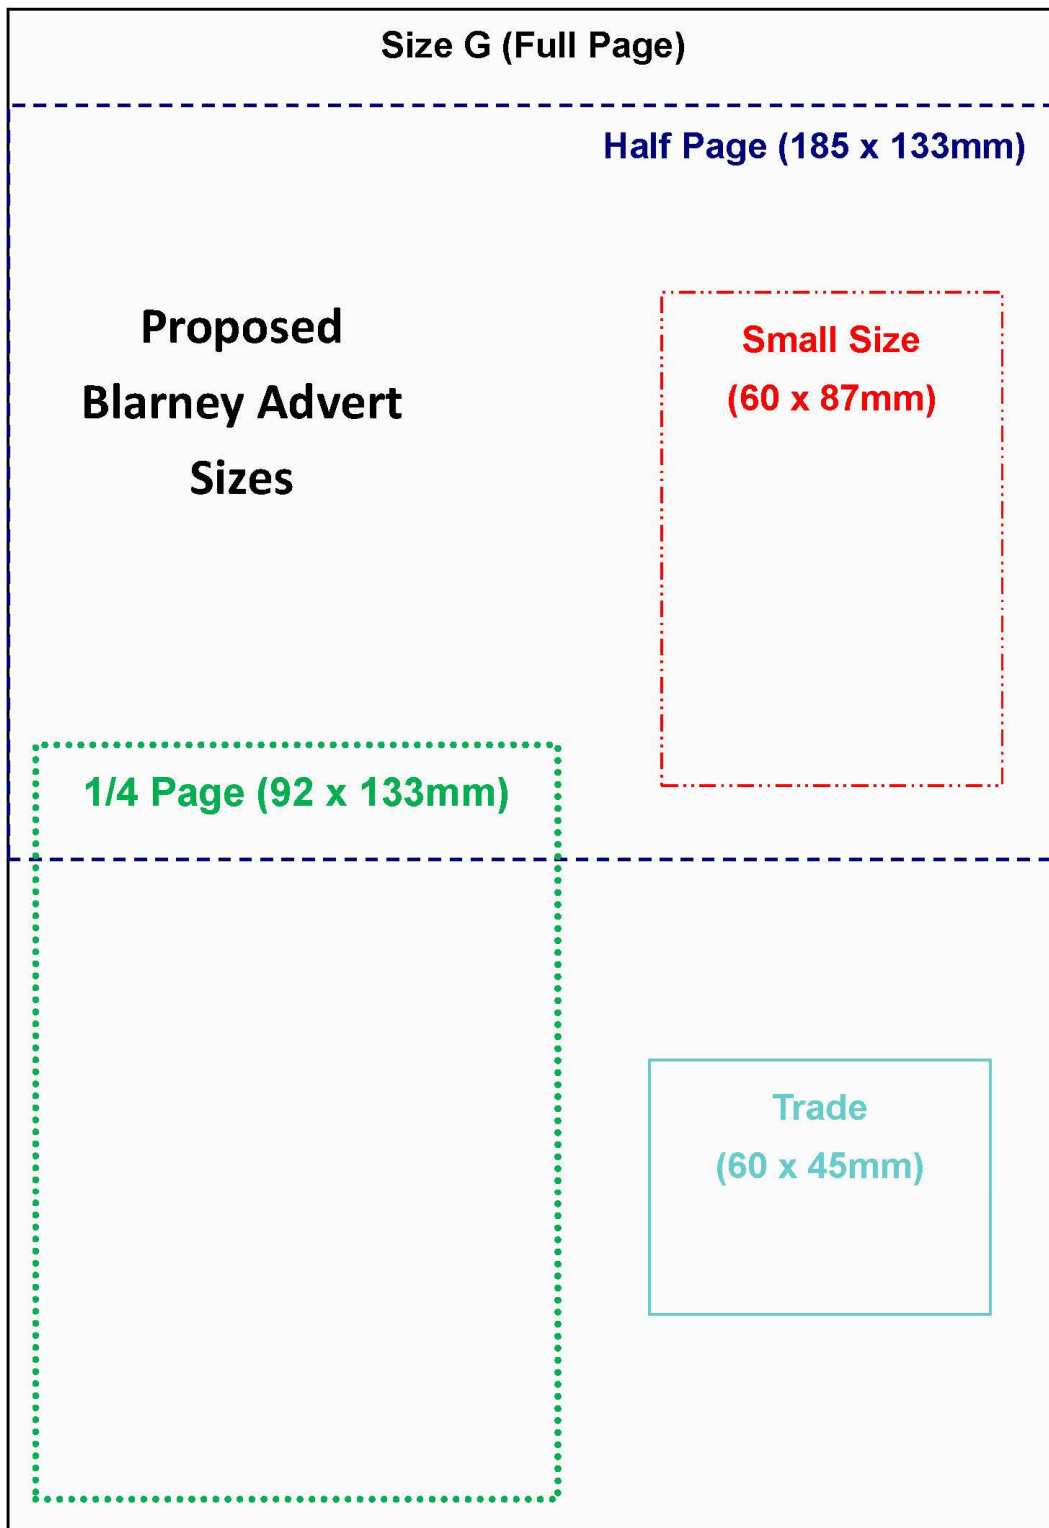 Size G (Full Page)
Half Page (185 x 133mm)
Proposed
Blarney Advert
Sizes
Small Size
(60 x 87mm)
1/4 Page (92 x 133mm)
Trade
(60 x 45mm)